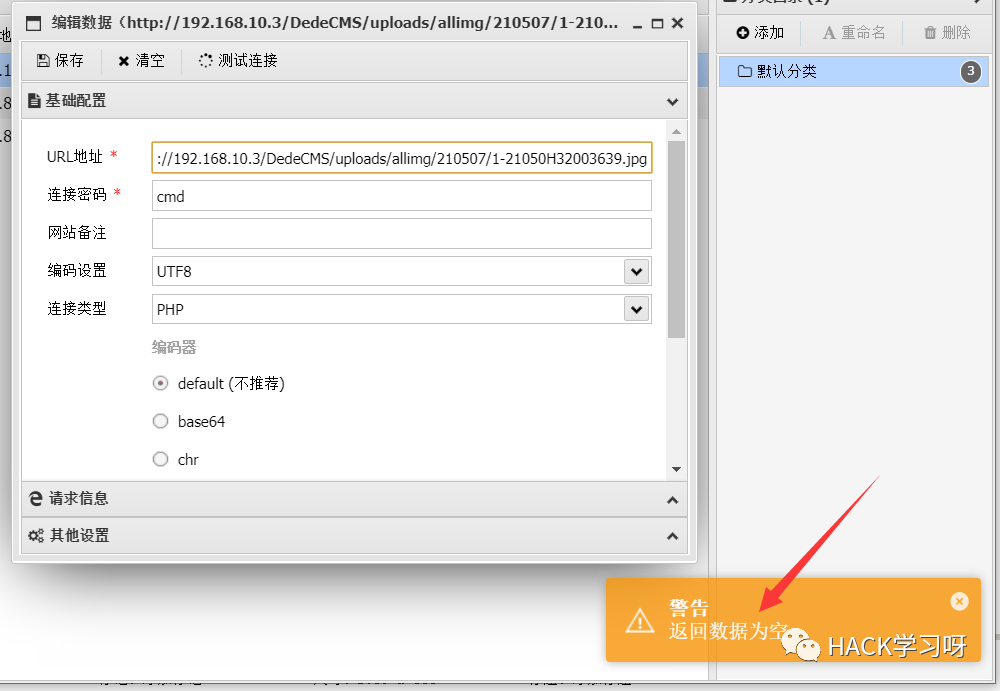 编辑数据（http://192.168.10.3/DedeCMS/uploads/allimg/210507/1-210...
保存 清空 测试连接
基础配置
URL地址 * ://192.168.10.3/DedeCMS/uploads/allimg/210507/1-21050H32003639.jpg
连接密码 * cmd
网站备注
编码设置 UTF8
连接类型 PHP
编码器
default (不推荐)
base64
chr
请求信息
其他设置
添加 重命名 删除
默认分类 3
警告
返回数据为空
HACK学习呀